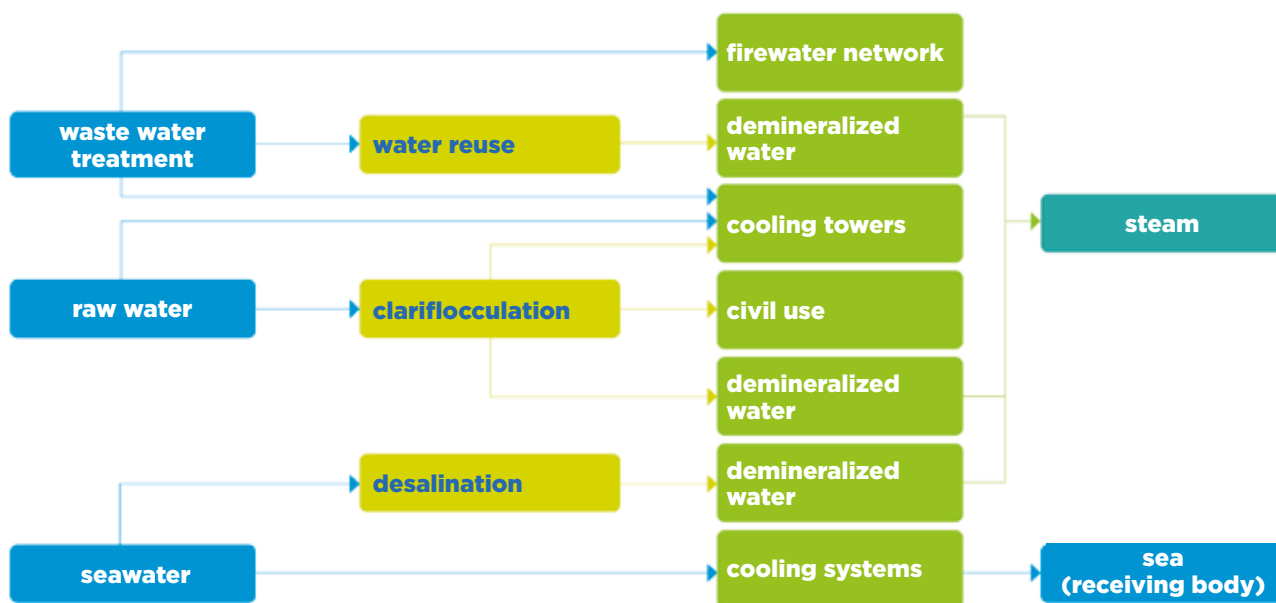 firewater network
waste water
treatment
water reuse
demineralized
water
cooling towers
steam
raw water
clariflocculation
civil use
demineralized
water
desalination
demineralized
water
seawater
cooling systems
sea
(receiving body)